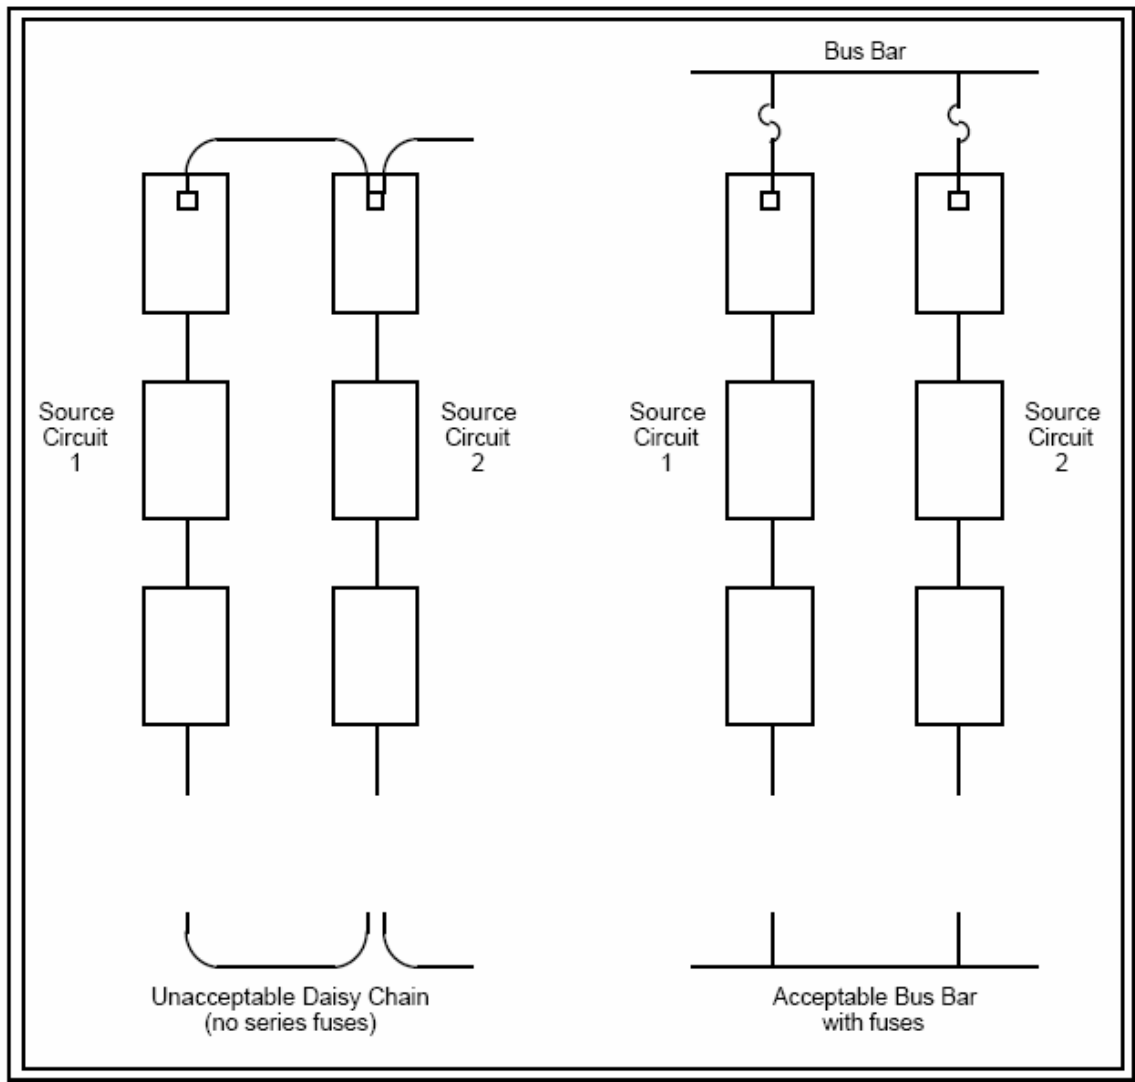 Bus Bar
Source
Circuit
1
Source
Circuit
2
Source
Circuit
1
Source
Circuit
2
Unacceptable Daisy Chain
(no series fuses)
Acceptable Bus Bar
with fuses